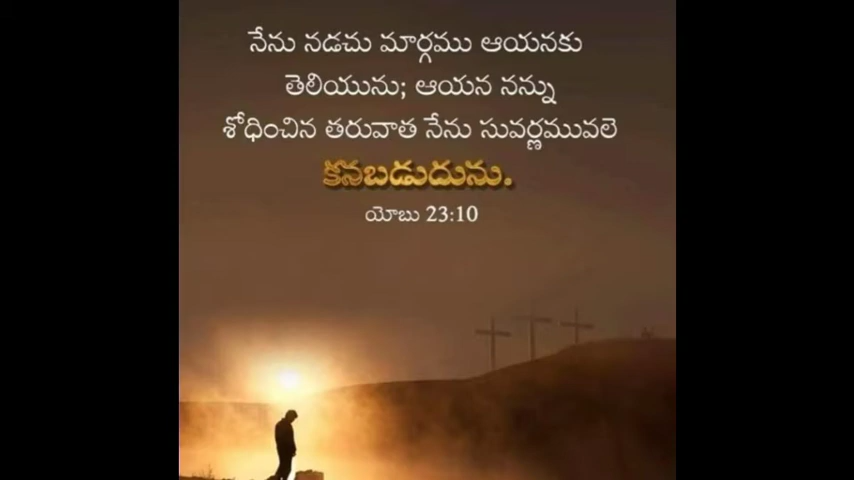 నేను నడచు మార్గము ఆయనకు
తెలియును; ఆయన నన్ను
శోధించిన తరువాత నేను సువర్ణమువలె
కనబడుదును.
యోబు 23:10